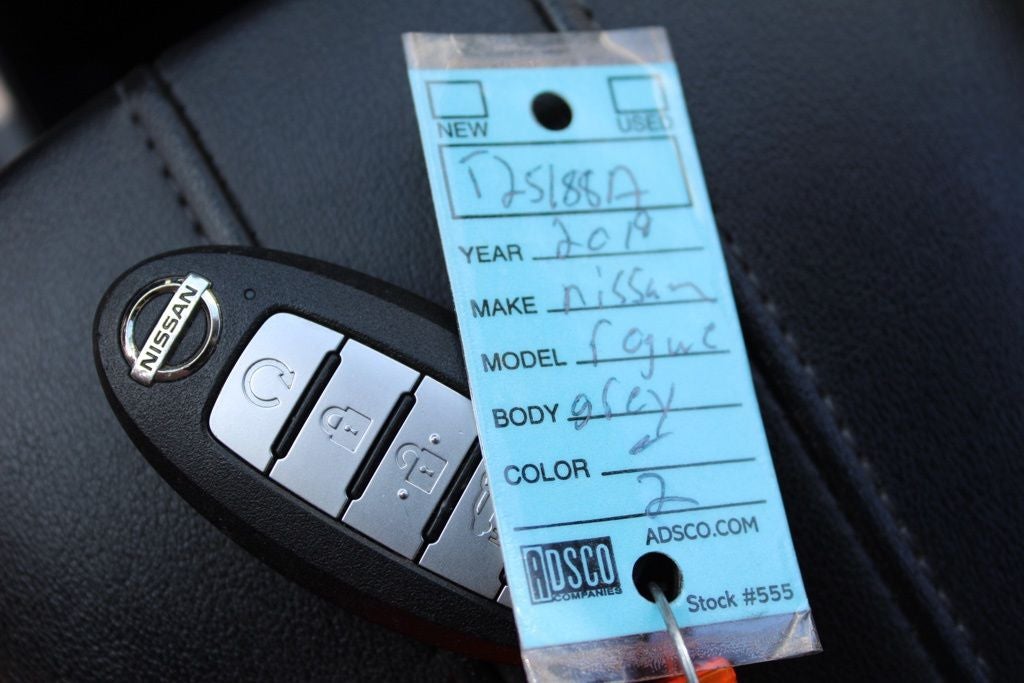 NISSAN
NEW USED
T25188A
YEAR 2019
MAKE nissan
MODEL rogue
BODY grey
COLOR
2
ADSCO.COM
ADSCO
COMPANIES
Stock #555